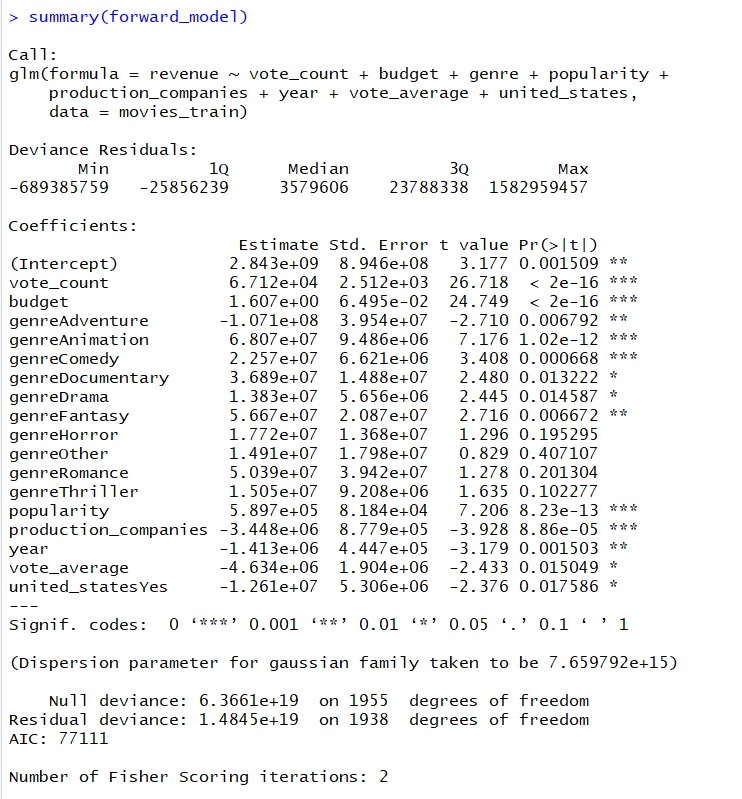 > summary(forward_model)
Call:
glm(formula = revenue ~ vote_count + budget + genre + popularity +
    production_companies + year + vote_average + united_states,
    data = movies_train)
Deviance Residuals:
       Min          1Q      Median          3Q         Max
-689385759   -25856239     3579606    23788338  1582959457
Coefficients:
                       Estimate Std. Error t value Pr(>|t|)
(Intercept)           2.843e+09  8.946e+08   3.177 0.001509 **
vote_count            6.712e+04  2.512e+03  26.718  < 2e-16 ***
budget                1.607e+00  6.495e-02  24.749  < 2e-16 ***
genreAdventure       -1.071e+08  3.954e+07  -2.710 0.006792 **
genreAnimation        6.807e+07  9.486e+06   7.176 1.02e-12 ***
genreComedy           2.257e+07  6.621e+06   3.408 0.000668 ***
genreDocumentary      3.689e+07  1.488e+07   2.480 0.013222 *
genreDrama            1.383e+07  5.656e+06   2.445 0.014587 *
genreFantasy          5.667e+07  2.087e+07   2.716 0.006672 **
genreHorror           1.772e+07  1.368e+07   1.296 0.195295
genreOther            1.491e+07  1.798e+07   0.829 0.407107
genreRomance          5.039e+07  3.942e+07   1.278 0.201304
genreThriller         1.505e+07  9.208e+06   1.635 0.102277
popularity            5.897e+05  8.184e+04   7.206 8.23e-13 ***
production_companies -3.448e+06  8.779e+05  -3.928 8.86e-05 ***
year                 -1.413e+06  4.447e+05  -3.179 0.001503 **
vote_average         -4.634e+06  1.904e+06  -2.433 0.015049 *
united_statesYes     -1.261e+07  5.306e+06  -2.376 0.017586 *
---
Signif. codes:  0 ‘***’ 0.001 ‘**’ 0.01 ‘*’ 0.05 ‘.’ 0.1 ‘ ’ 1
(Dispersion parameter for gaussian family taken to be 7.659792e+15)
    Null deviance: 6.3661e+19  on 1955  degrees of freedom
Residual deviance: 1.4845e+19  on 1938  degrees of freedom
AIC: 77111
Number of Fisher Scoring iterations: 2